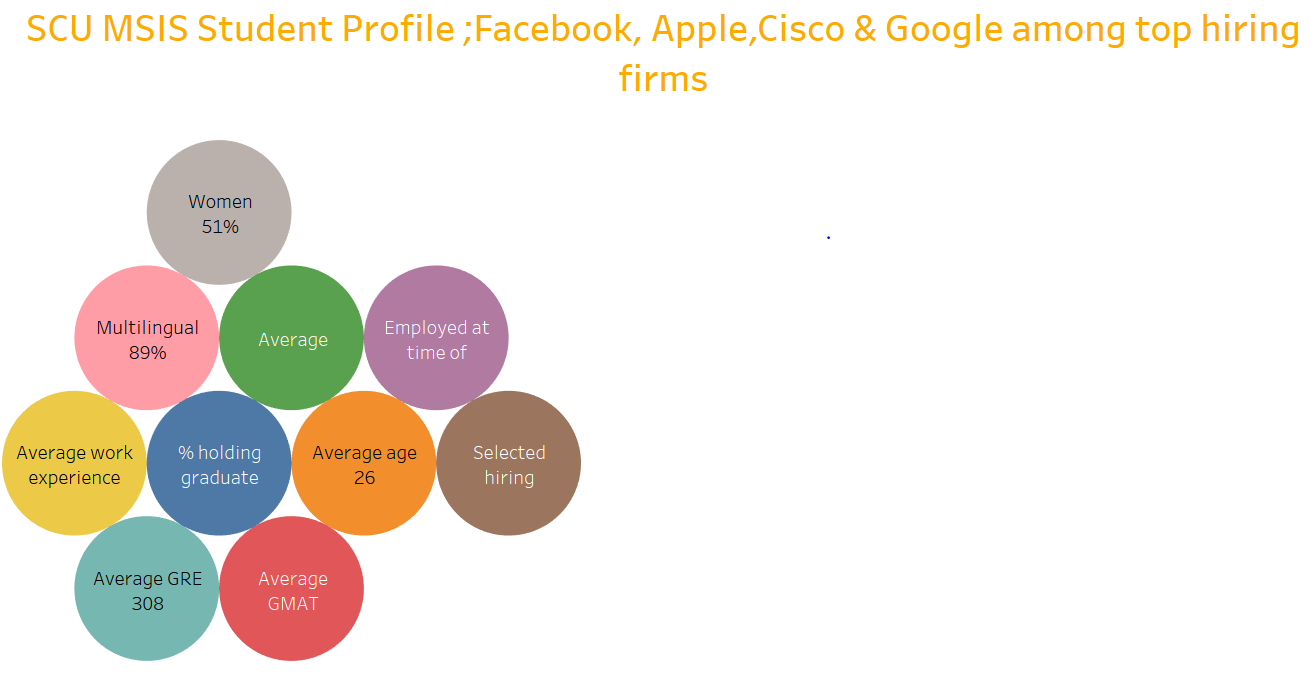 SCU MSIS Student Profile ;Facebook, Apple,Cisco & Google among top hiring
firms
Women
51%
Multilingual
89%
Average
Employed at
time of
Average work
experience
% holding
graduate
Average age
26
Selected
hiring
Average GRE
308
Average
GMAT